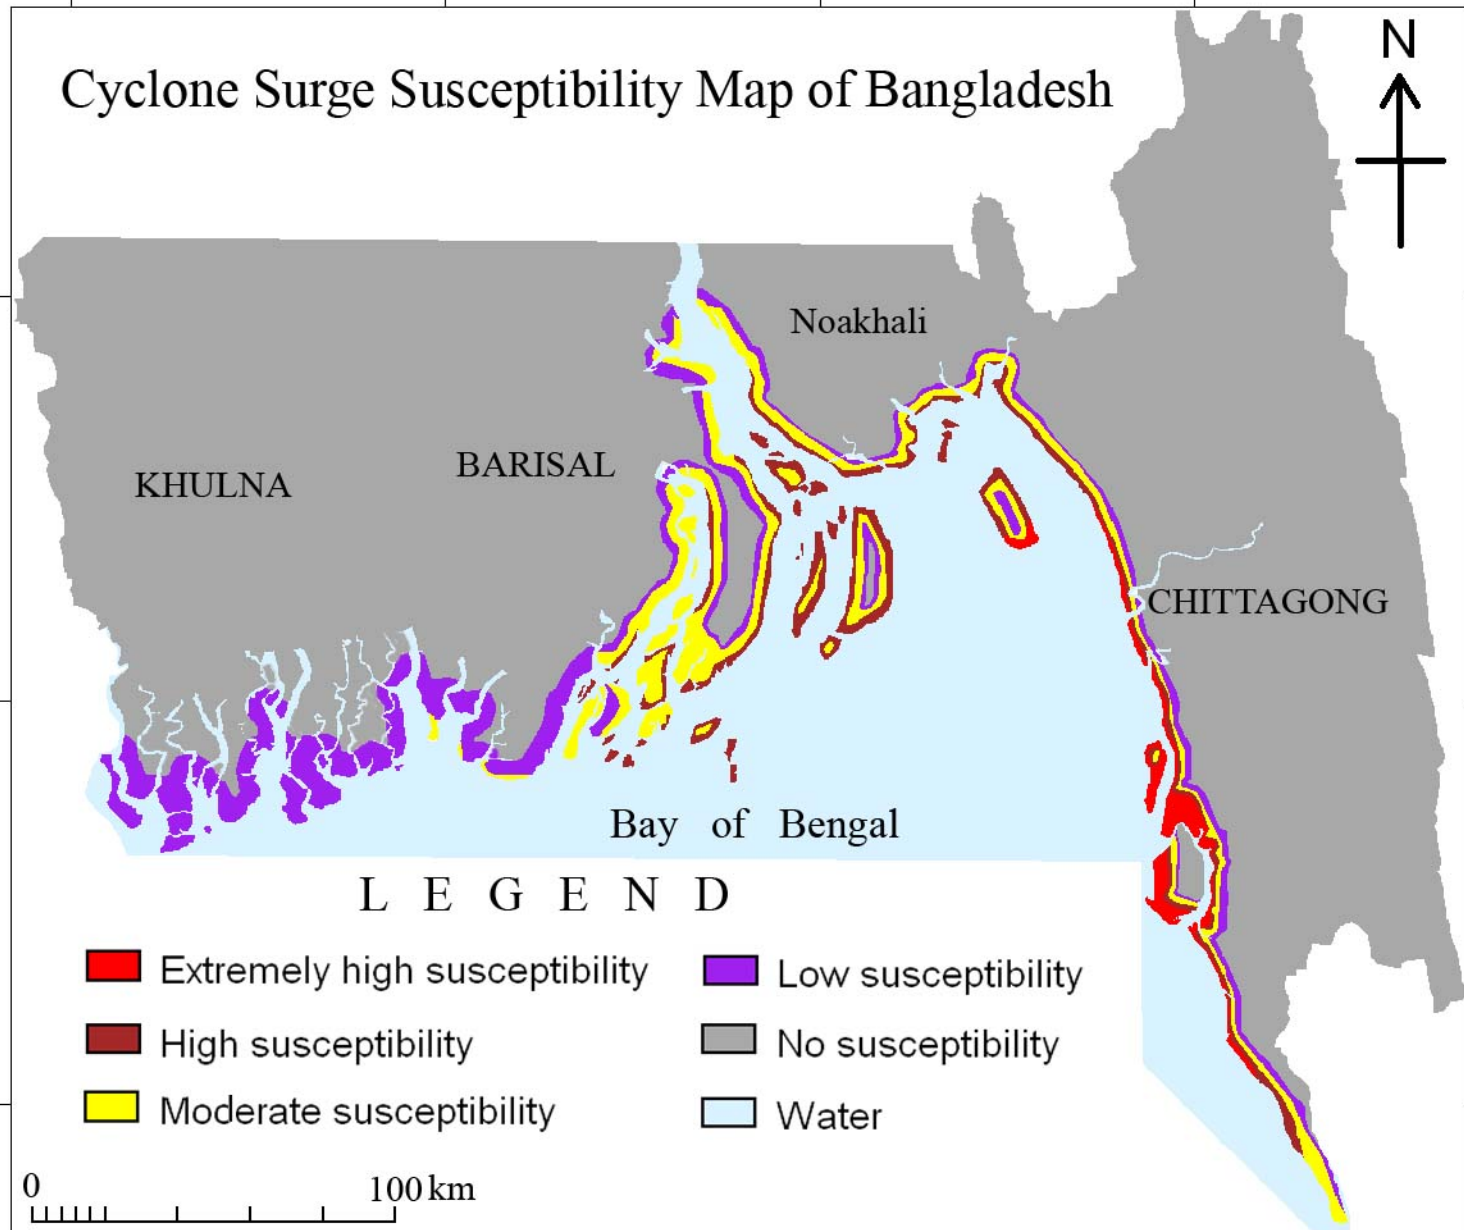 N
Cyclone Surge Susceptibility Map of Bangladesh
Noakhali
BARISAL
KHULNA
CHITTAGONG
Bay of Bengal
LEGEND
Extremely high susceptibility
Low susceptibility
High susceptibility
No susceptibility
Moderate susceptibility
Water
0 100 km